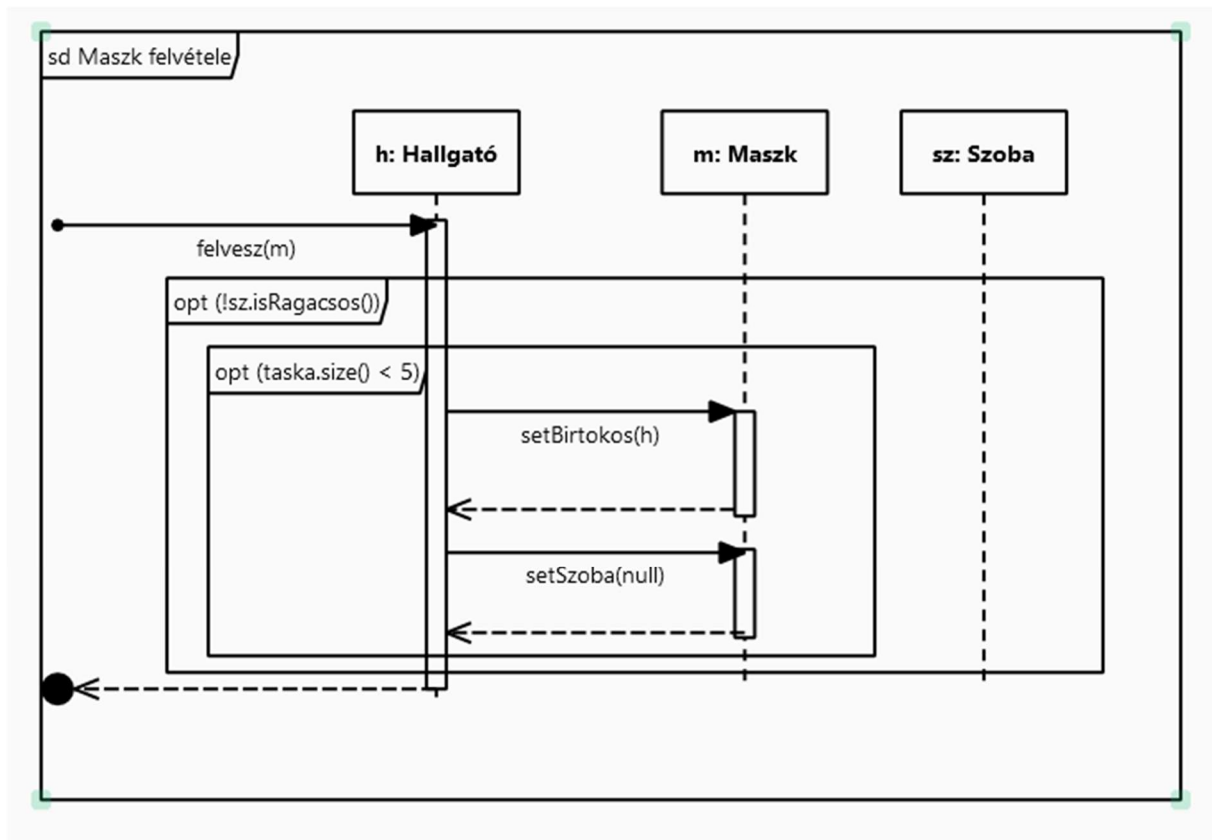 sd Maszk felvétele
h: Hallgató
m: Maszk
sz: Szoba
felvesz(m)
opt (!sz.isRagacsos())
opt (taska.size() < 5)
setBirtokos(h)
setSzoba(null)